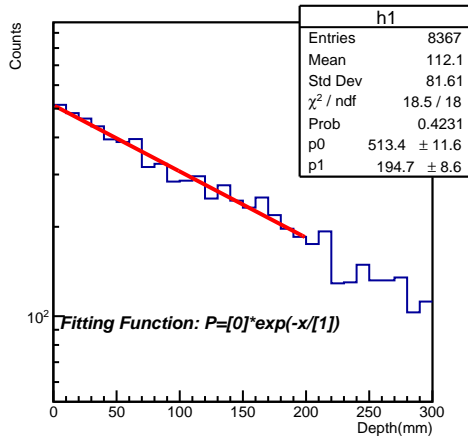 h1
Entries 8367
Mean 112.1
Std Dev 81.61
χ² / ndf 18.5 / 18
Prob 0.4231
p0 513.4 ± 11.6
p1 194.7 ± 8.6
Counts
10²
Fitting Function: P=[0]*exp(-x/[1])
0 50 100 150 200 250 300
Depth(mm)